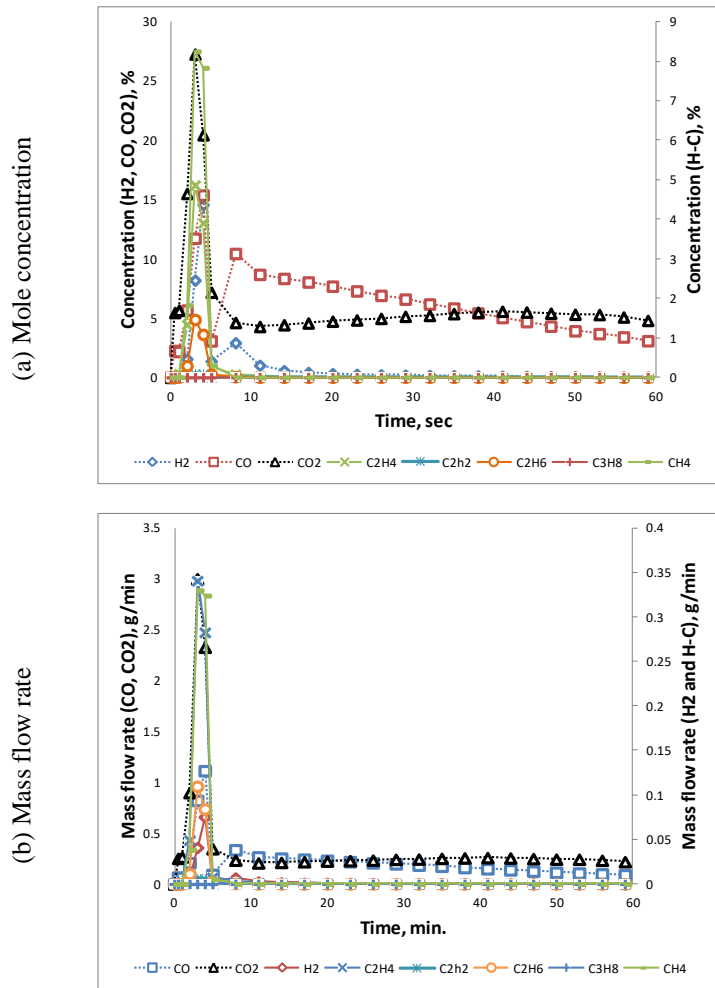 (a) Mole concentration
Concentration (H2, CO, CO2), %
30
25
20
15
10
5
0
9
8
7
6
5
4
3
2
1
0
Concentration (H-C), %
0 10 20 30 40 50 60
Time, sec
H2 CO CO2 C2H4 C2h2 C2H6 C3H8 CH4
(b) Mass flow rate
Mass flow rate (CO, CO2), g/min
3.5
3
2.5
2
1.5
1
0.5
0
0.4
0.35
0.3
0.25
0.2
0.15
0.1
0.05
0
Mass flow rate (H2 and H-C), g/min
0 10 20 30 40 50 60
Time, min.
CO CO2 H2 C2H4 C2h2 C2H6 C3H8 CH4